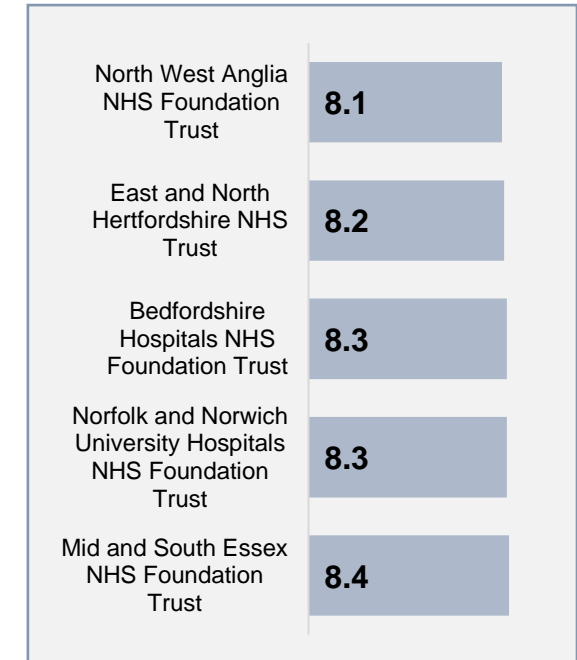 North West Anglia
NHS Foundation
Trust
8.1
East and North
Hertfordshire NHS
Trust
8.2
Bedfordshire
Hospitals NHS
Foundation Trust
8.3
Norfolk and Norwich
University Hospitals
NHS Foundation
Trust
8.3
Mid and South Essex
NHS Foundation
Trust
8.4